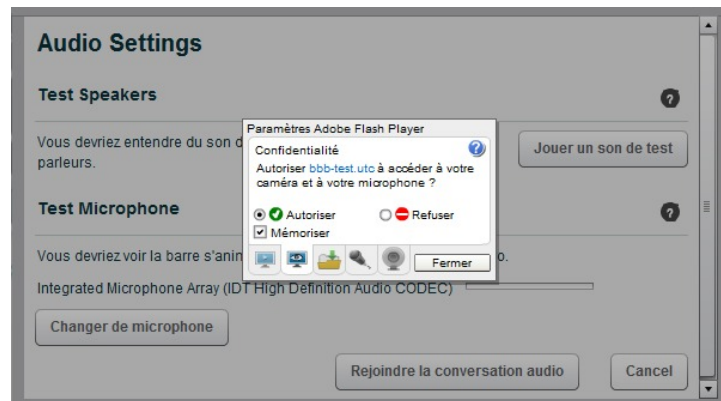 Audio Settings
Test Speakers
Vous devriez entendre du son d
parleurs.
Jouer un son de test
Paramètres Adobe Flash Player
Confidentialité
Autoriser bbb-test.utc à accéder à votre
caméra et à votre microphone ?
Autoriser Refuser
Mémoriser
Fermer
Test Microphone
Vous devriez voir la barre s'anim o.
Integrated Microphone Array (IDT High Definition Audio CODEC)
Changer de microphone
Rejoindre la conversation audio Cancel